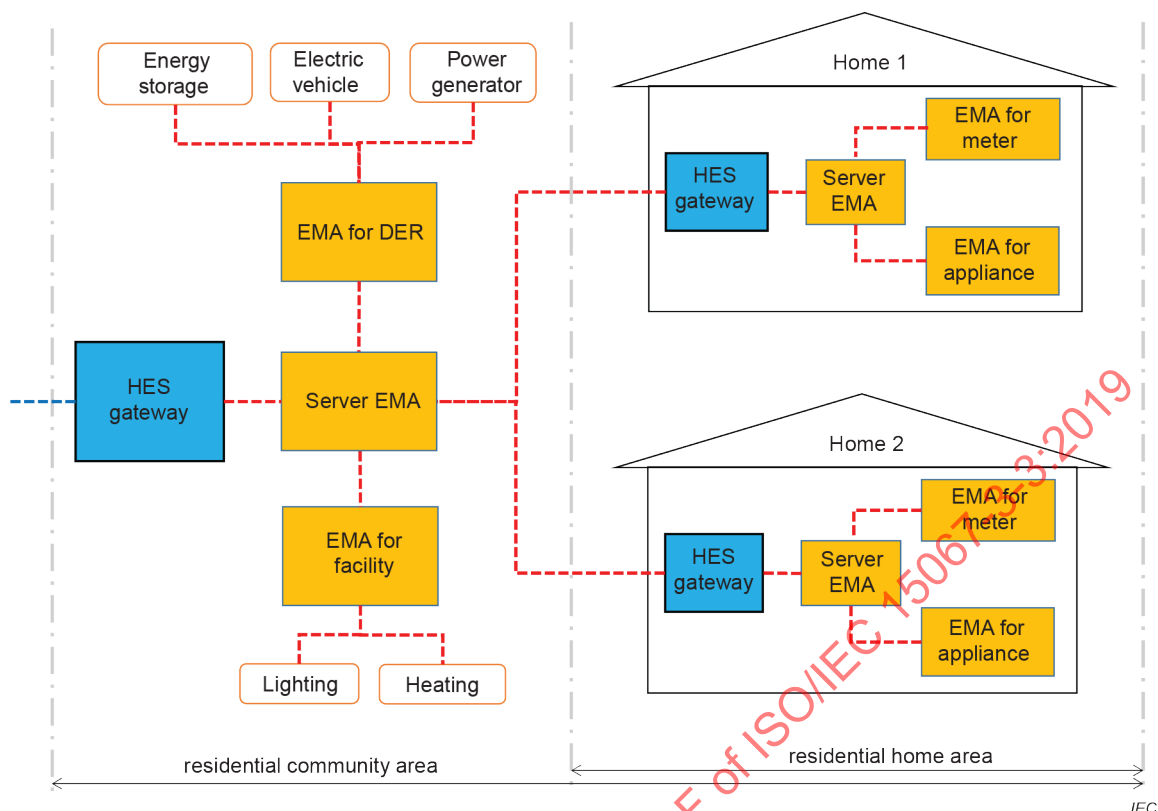 Energy
storage
Electric
vehicle
Power
generator
EMA for DER
HES
gateway
Server EMA
EMA for
facility
Lighting
Heating
Home 1
HES
gateway
Server
EMA
EMA for
meter
EMA for
appliance
Home 2
HES
gateway
Server
EMA
EMA for
meter
EMA for
appliance
residential community area
residential home area
IEC
F of ISO/IEC 15067-3-3:2019